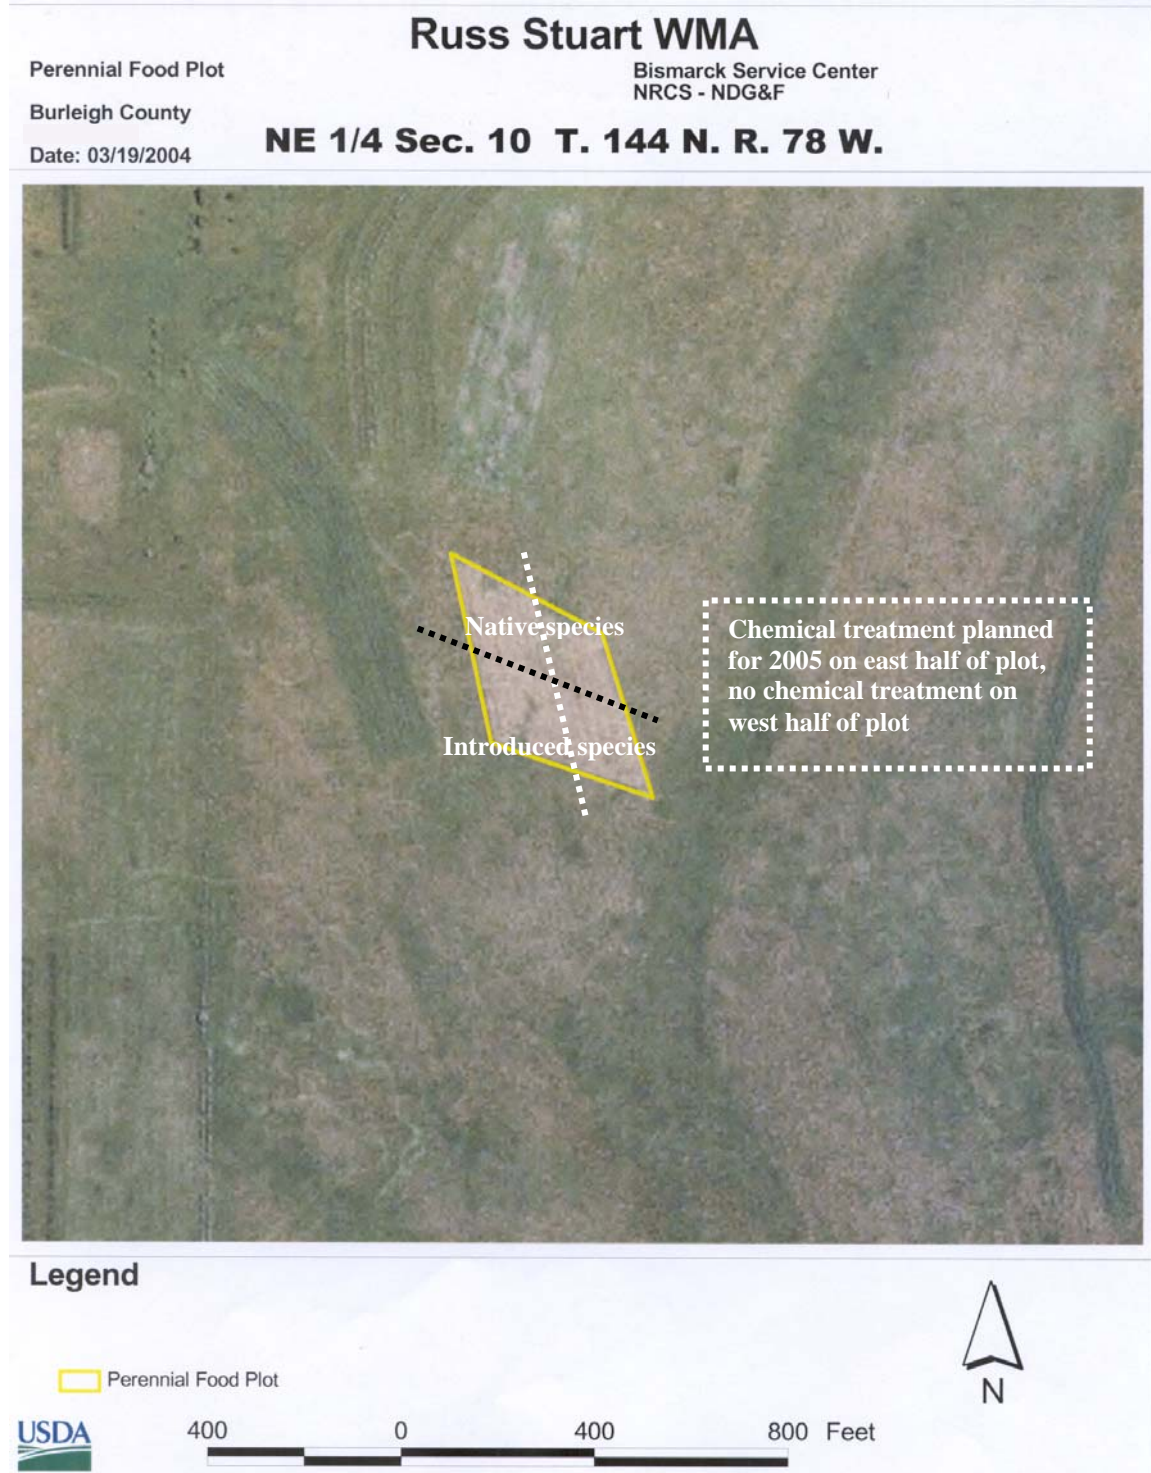 Russ Stuart WMA
Perennial Food Plot
Bismarck Service Center
NRCS - NDG&F
Burleigh County
NE 1/4 Sec. 10 T. 144 N. R. 78 W.
Date: 03/19/2004
Native species
Chemical treatment planned
for 2005 on east half of plot,
no chemical treatment on
west half of plot
Introduced species
Legend
Perennial Food Plot
N
USDA
400 0 400 800 Feet